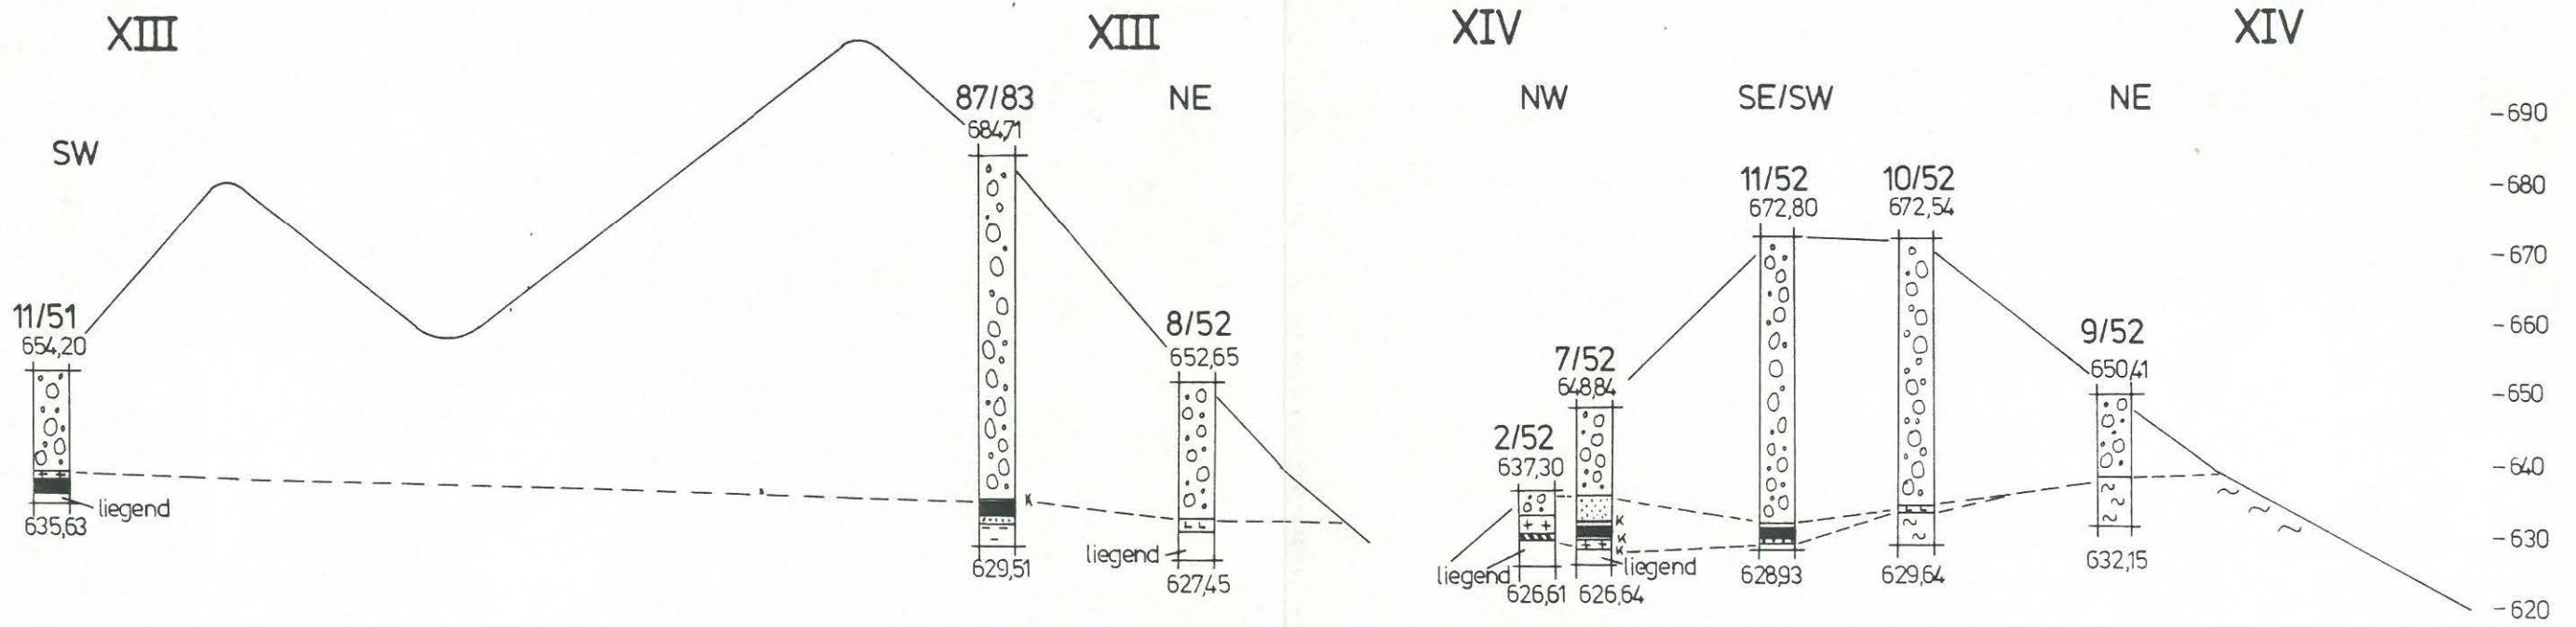 XIII
XIII
SW
NE
87/83
684,71
11/51
654,20
8/52
652,65
K
liegend
635,63
liegend
629,51
627,45
XIV
XIV
NW
SE/SW
NE
11/52
672,80
10/52
672,54
7/52
648,84
9/52
650,41
2/52
637,30
K
K
K
liegend
liegend
626,61
626,64
628,93
629,64
632,15
-690
-680
-670
-660
-650
-640
-630
-620